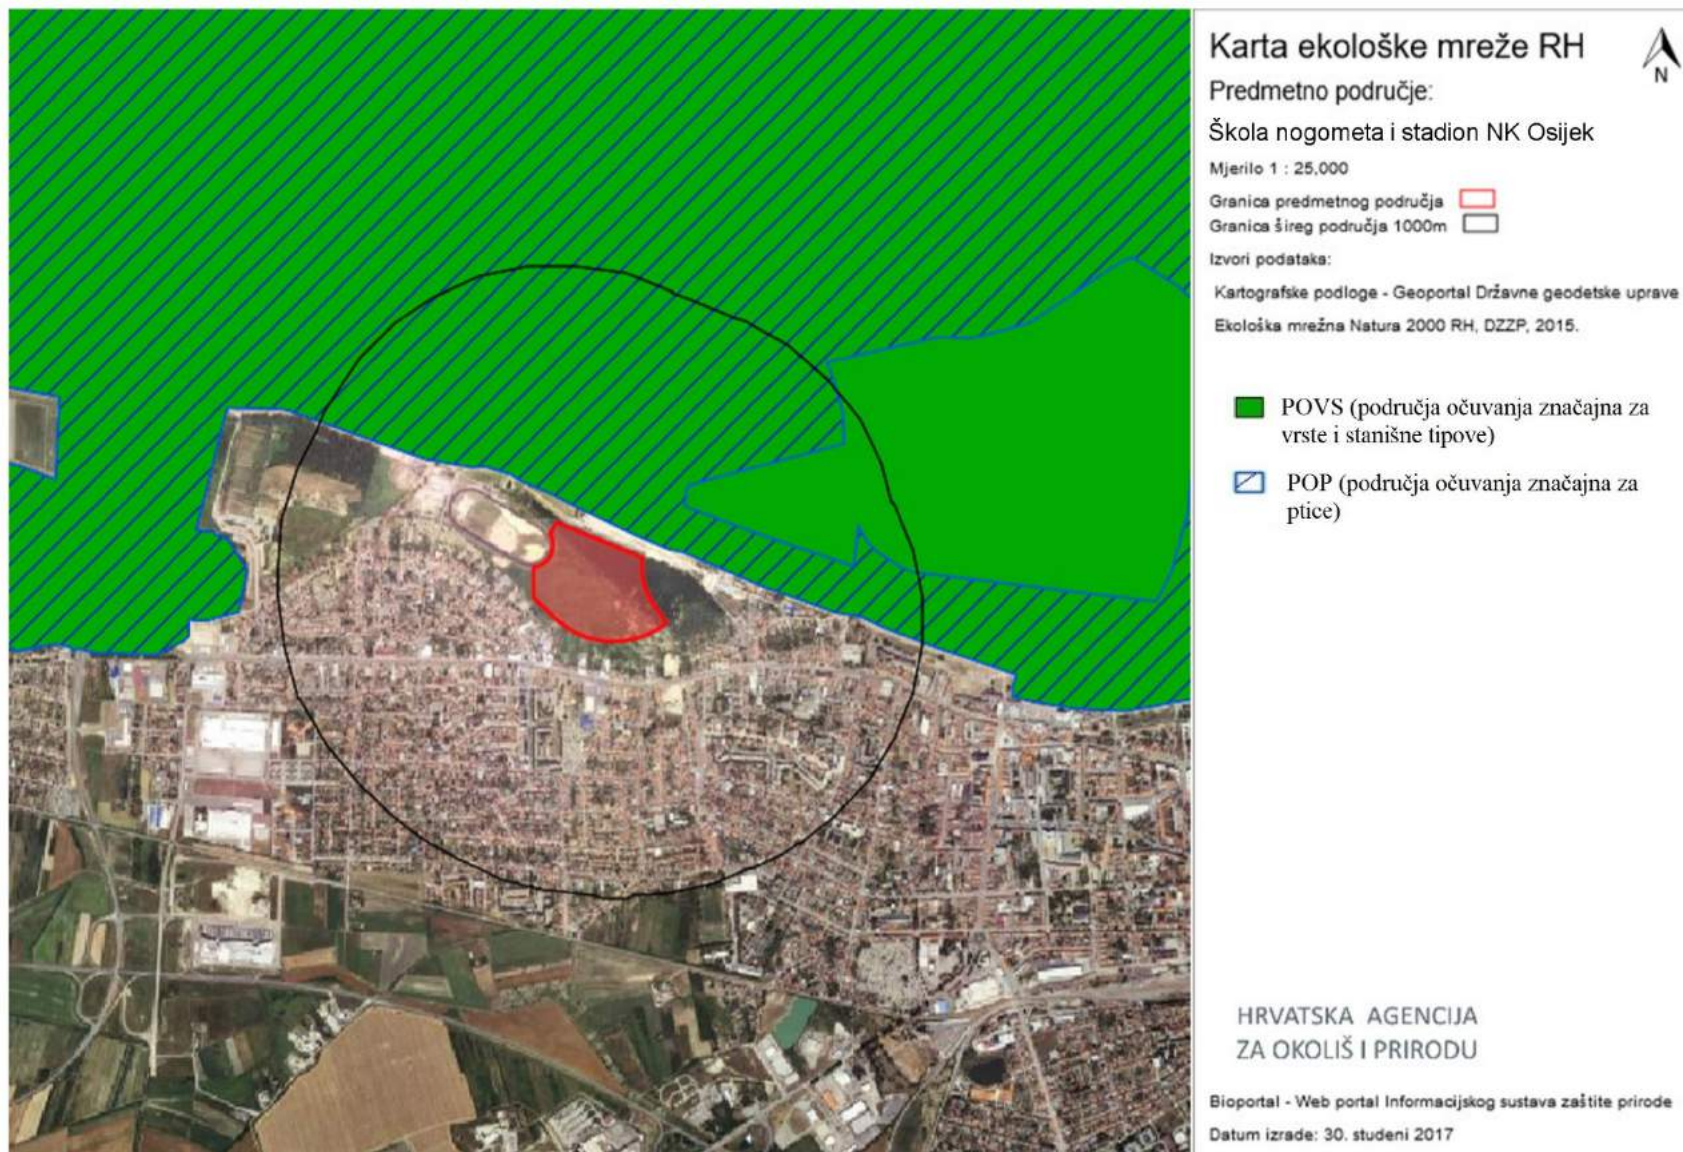 Karta ekološke mreže RH
N
Predmetno područje:
Škola nogometa i stadion NK Osijek
Mjerilo 1 : 25,000
Granica predmetnog područja
Granica šireg područja 1000m
Izvori podataka:
Kartografske podloge - Geoportal Državne geodetske uprave
Ekološka mrežna Natura 2000 RH, DZZP, 2015.
POVS (područja očuvanja značajna za
vrste i stanišne tipove)
POP (područja očuvanja značajna za
ptice)
HRVATSKA AGENCIJA
ZA OKOLIŠ I PRIRODU
Bioportal - Web portal Informacijskog sustava zaštite prirode
Datum izrade: 30. studeni 2017